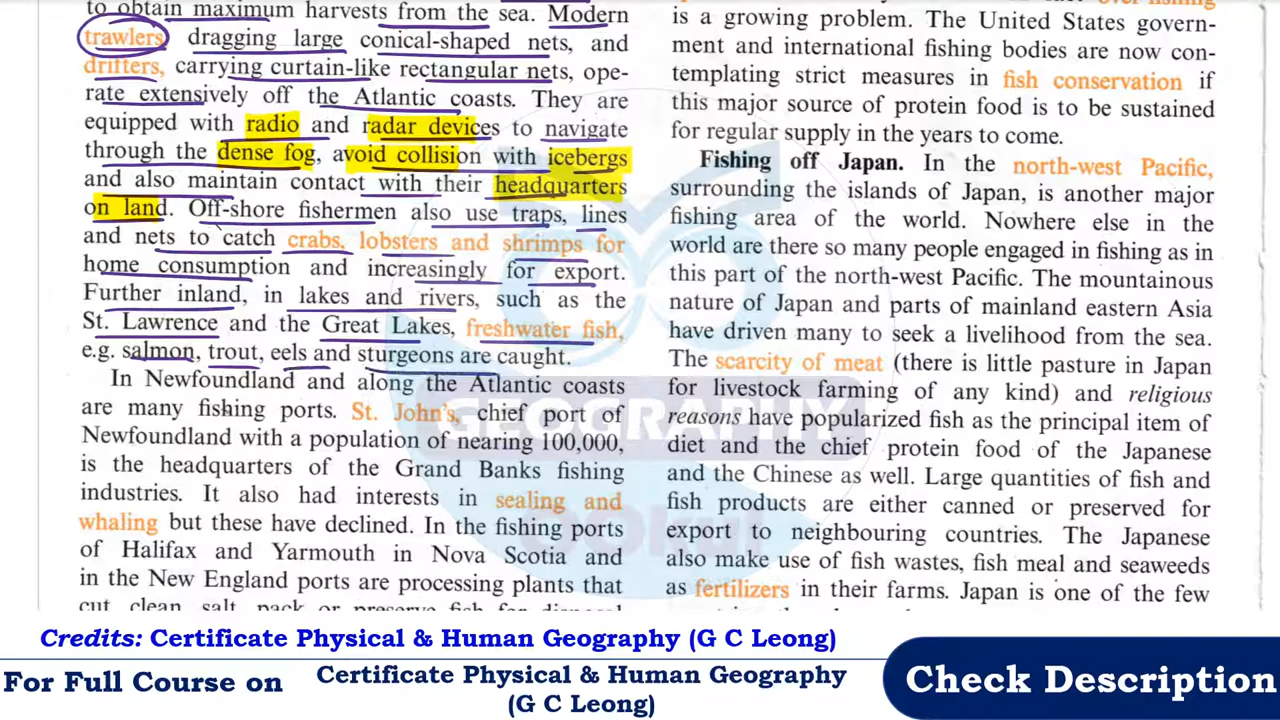 to obtain maximum harvests from the sea. Modern
trawlers dragging large conical-shaped nets, and
drifters, carrying curtain-like rectangular nets, ope-
rate extensively off the Atlantic coasts. They are
equipped with radio and radar devices to navigate
through the dense fog, avoid collision with icebergs
and also maintain contact with their headquarters
on land. Off-shore fishermen also use traps, lines
and nets to catch crabs, lobsters and shrimps for
home consumption and increasingly for export.
Further inland, in lakes and rivers, such as the
St. Lawrence and the Great Lakes, freshwater fish,
e.g. salmon, trout, eels and sturgeons are caught.
In Newfoundland and along the Atlantic coasts
are many fishing ports. St. John's, chief port of
Newfoundland with a population of nearing 100,000,
is the headquarters of the Grand Banks fishing
industries. It also had interests in sealing and
whaling but these have declined. In the fishing ports
of Halifax and Yarmouth in Nova Scotia and
in the New England ports are processing plants that
cut, clean, salt, pack or preserve fish for disposal
over-fishing
is a growing problem. The United States govern-
ment and international fishing bodies are now con-
templating strict measures in fish conservation if
this major source of protein food is to be sustained
for regular supply in the years to come.
Fishing off Japan. In the north-west Pacific,
surrounding the islands of Japan, is another major
fishing area of the world. Nowhere else in the
world are there so many people engaged in fishing as in
this part of the north-west Pacific. The mountainous
nature of Japan and parts of mainland eastern Asia
have driven many to seek a livelihood from the sea.
The scarcity of meat (there is little pasture in Japan
for livestock farming of any kind) and religious
reasons have popularized fish as the principal item of
diet and the chief protein food of the Japanese
and the Chinese as well. Large quantities of fish and
fish products are either canned or preserved for
export to neighbouring countries. The Japanese
also make use of fish wastes, fish meal and seaweeds
as fertilizers in their farms. Japan is one of the few
GEOGRAPHY
Credits: Certificate Physical & Human Geography (G C Leong)
For Full Course on
Certificate Physical & Human Geography
(G C Leong)
Check Description